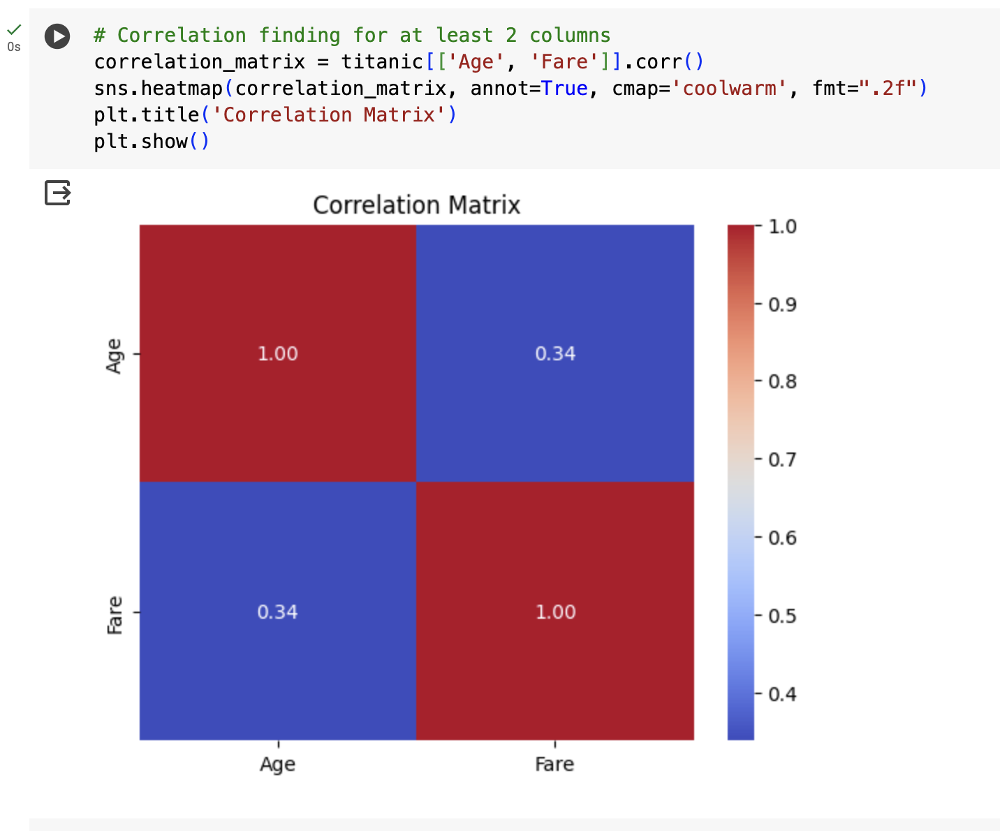 # Correlation finding for at least 2 columns
0s
correlation_matrix = titanic[['Age', 'Fare']].corr()
sns.heatmap(correlation_matrix, annot=True, cmap='coolwarm', fmt=".2f")
plt.title('Correlation Matrix')
plt.show()
Correlation Matrix
1.0
0.9
Age
1.00
0.34
0.8
0.7
0.6
Fare
0.34
1.00
0.5
0.4
Age
Fare